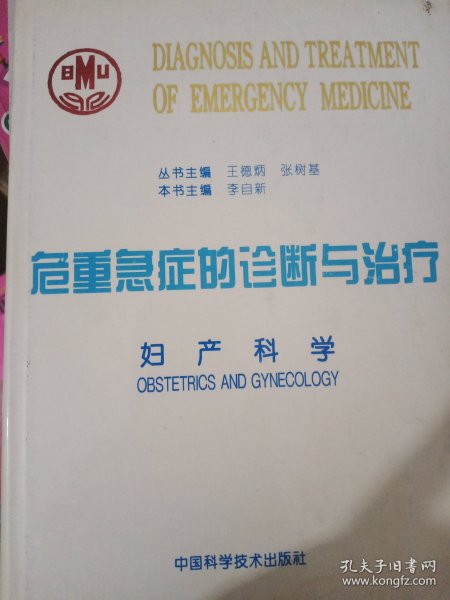 BMU
1912
DIAGNOSIS AND TREATMENT
OF EMERGENCY MEDICINE
丛书主编 王德炳 张树基
本书主编 李自新
危重急症的诊断与治疗
妇产科学
OBSTETRICS AND GYNECOLOGY
中国科学技术出版社
孔夫子旧书网
www.kongfz.com